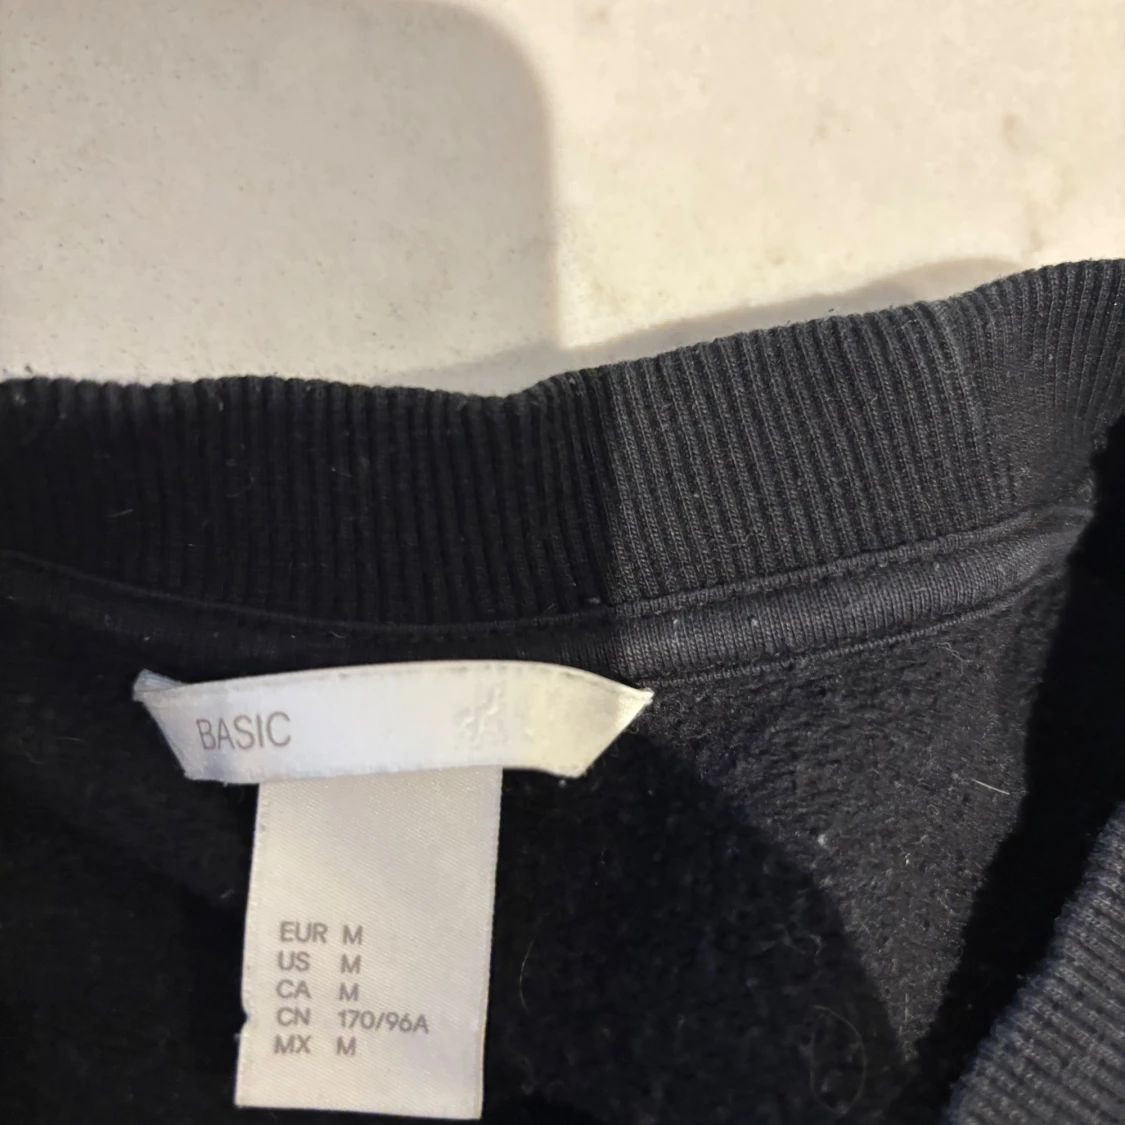 BASIC
EUR M
US M
CA M
CN 170/96A
MX M